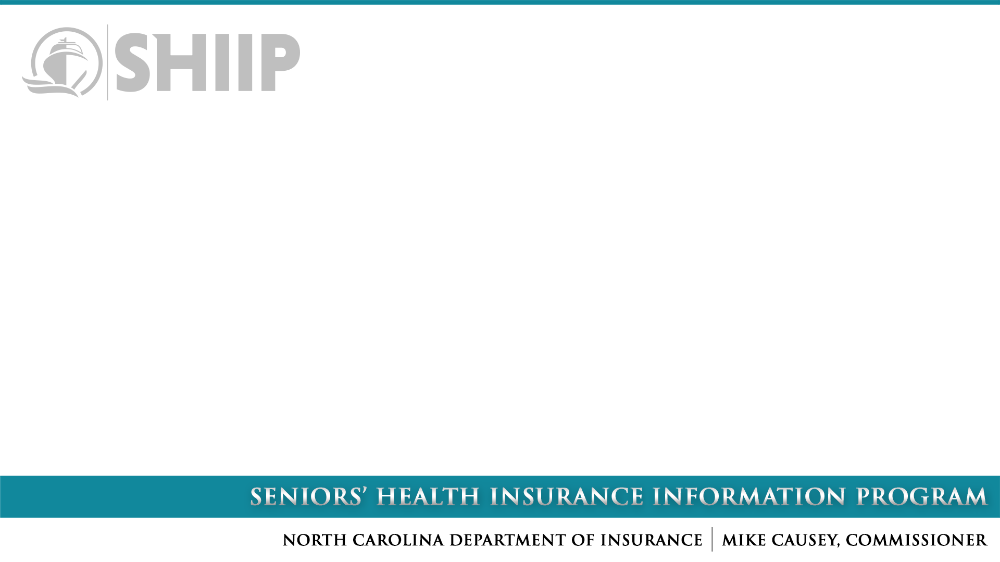 SHIIP
SENIORS’ HEALTH INSURANCE INFORMATION PROGRAM
NORTH CAROLINA DEPARTMENT OF INSURANCE | MIKE CAUSEY, COMMISSIONER